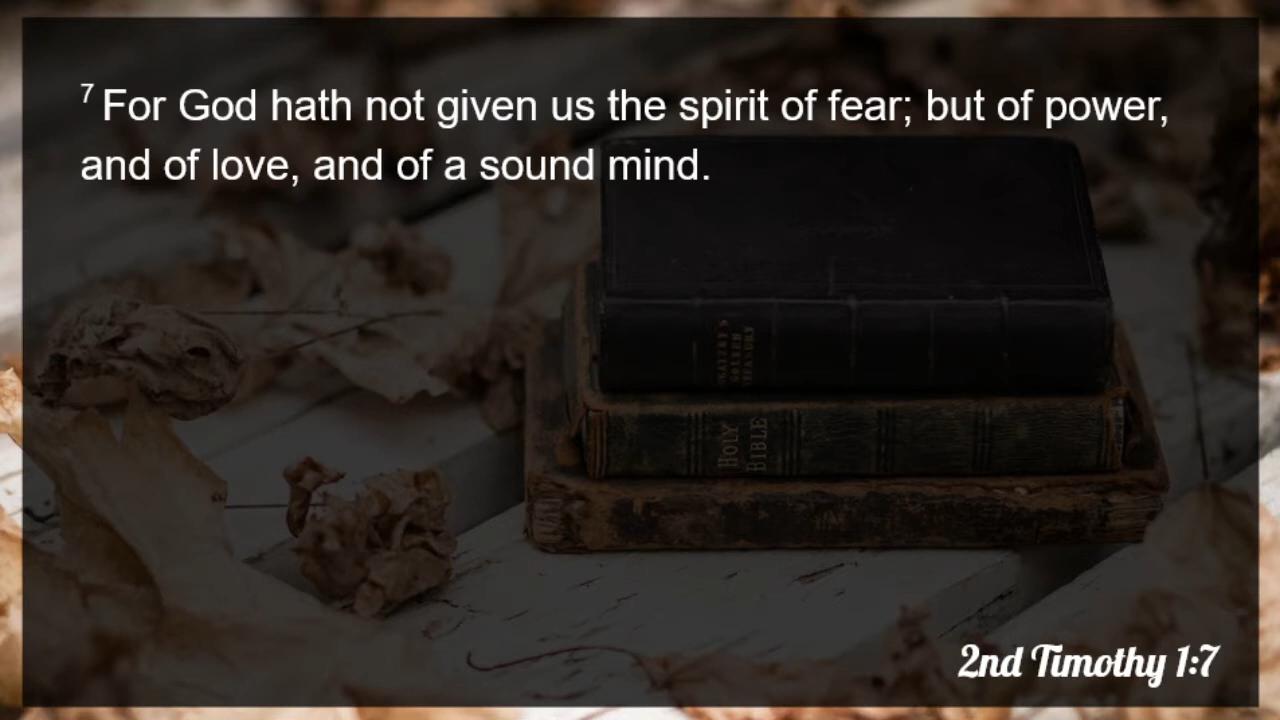 7 For God hath not given us the spirit of fear; but of power,
and of love, and of a sound mind.
HOLY
BIBLE
2nd Timothy 1:7